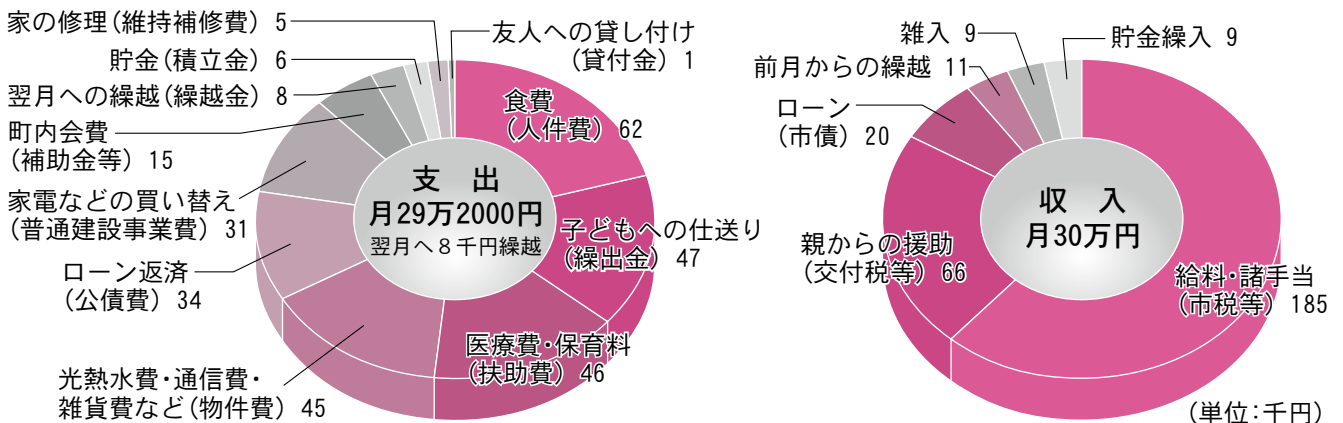 家の修理(維持補修費) 5
貯金(積立金) 6
翌月への繰越(繰越金) 8
町内会費
(補助金等) 15
家電などの買い替え
(普通建設事業費) 31
ローン返済
(公債費) 34
光熱水費・通信費・
雑貨費など(物件費) 45
友人への貸し付け
(貸付金) 1
食費
(人件費) 62
子どもへの仕送り
(繰出金) 47
医療費・保育料
(扶助費) 46
支 出
月29万2000円
翌月へ8千円繰越
雑入 9
貯金繰入 9
前月からの繰越 11
ローン
(市債) 20
親からの援助
(交付税等) 66
収 入
月30万円
給料・諸手当
(市税等) 185
(単位:千円)